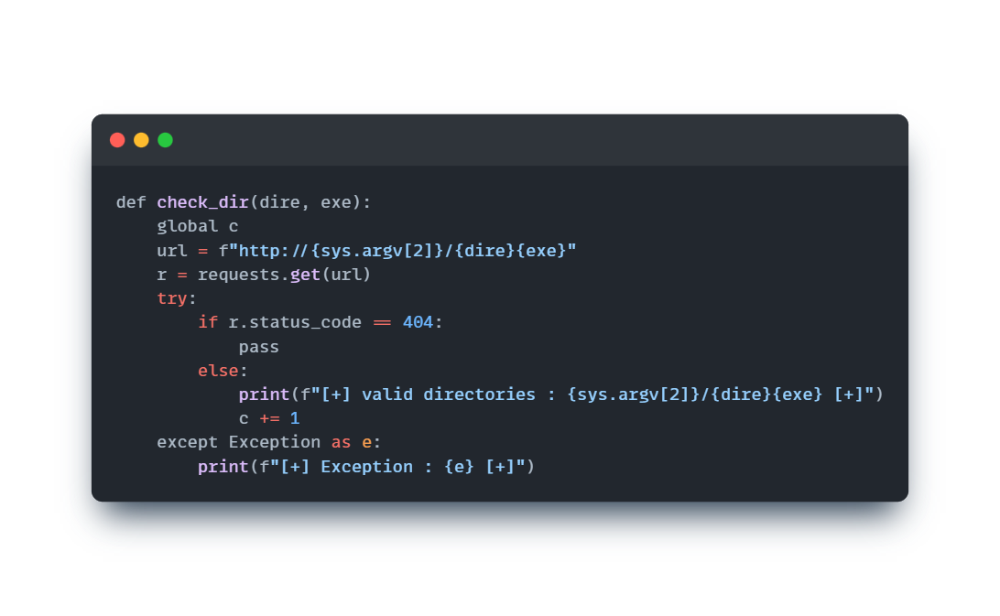 def check_dir(dire, exe):
    global c
    url = f"http://{sys.argv[2]}/{dire}{exe}"
    r = requests.get(url)
    try:
        if r.status_code == 404:
            pass
        else:
            print(f"[+] valid directories : {sys.argv[2]}/{dire}{exe} [+]")
            c += 1
    except Exception as e:
        print(f"[+] Exception : {e} [+]")